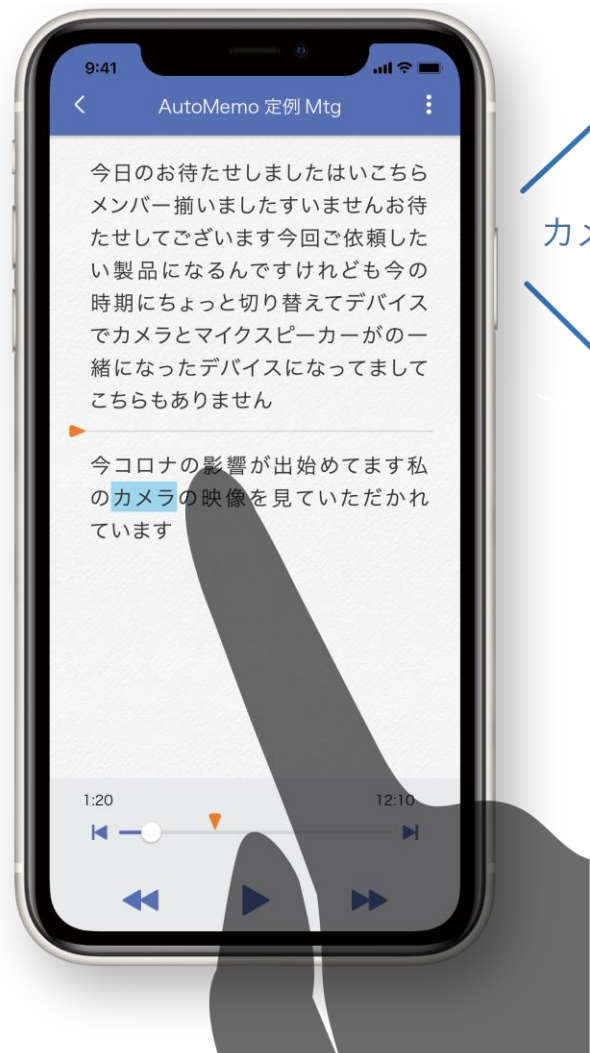 9:41
AutoMemo 定例 Mtg
今日のお待たせしましたはいこちら
メンバー揃いましたすいませんお待
たせしてございます今回ご依頼した
い製品になるんですけれども今の
時期にちょっと切り替えてデバイス
でカメラとマイクスピーカーがの一
緒になったデバイスになってまして
こちらもありません
今コロナの影響が出始めてます私
のカメラの映像を見ていただかれ
ています
1:20
12:10
カメ